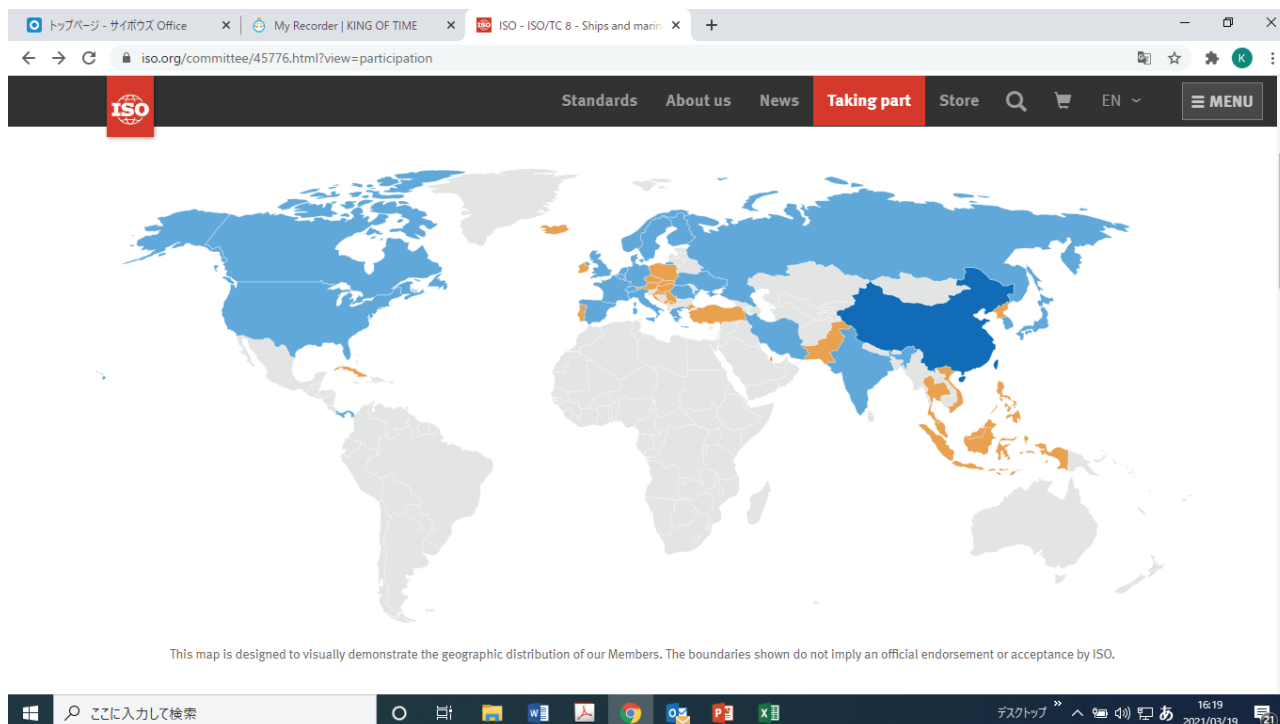 トップページ - サイボウズ Office
My Recorder | KING OF TIME
ISO - ISO/TC 8 - Ships and marin
iso.org/committee/45776.html?view=participation
K
ISO
Standards
About us
News
Taking part
Store
EN
MENU
This map is designed to visually demonstrate the geographic distribution of our Members. The boundaries shown do not imply an official endorsement or acceptance by ISO.
ここに入力して検索
デスクトップ
あ
16:19
2021/03/19